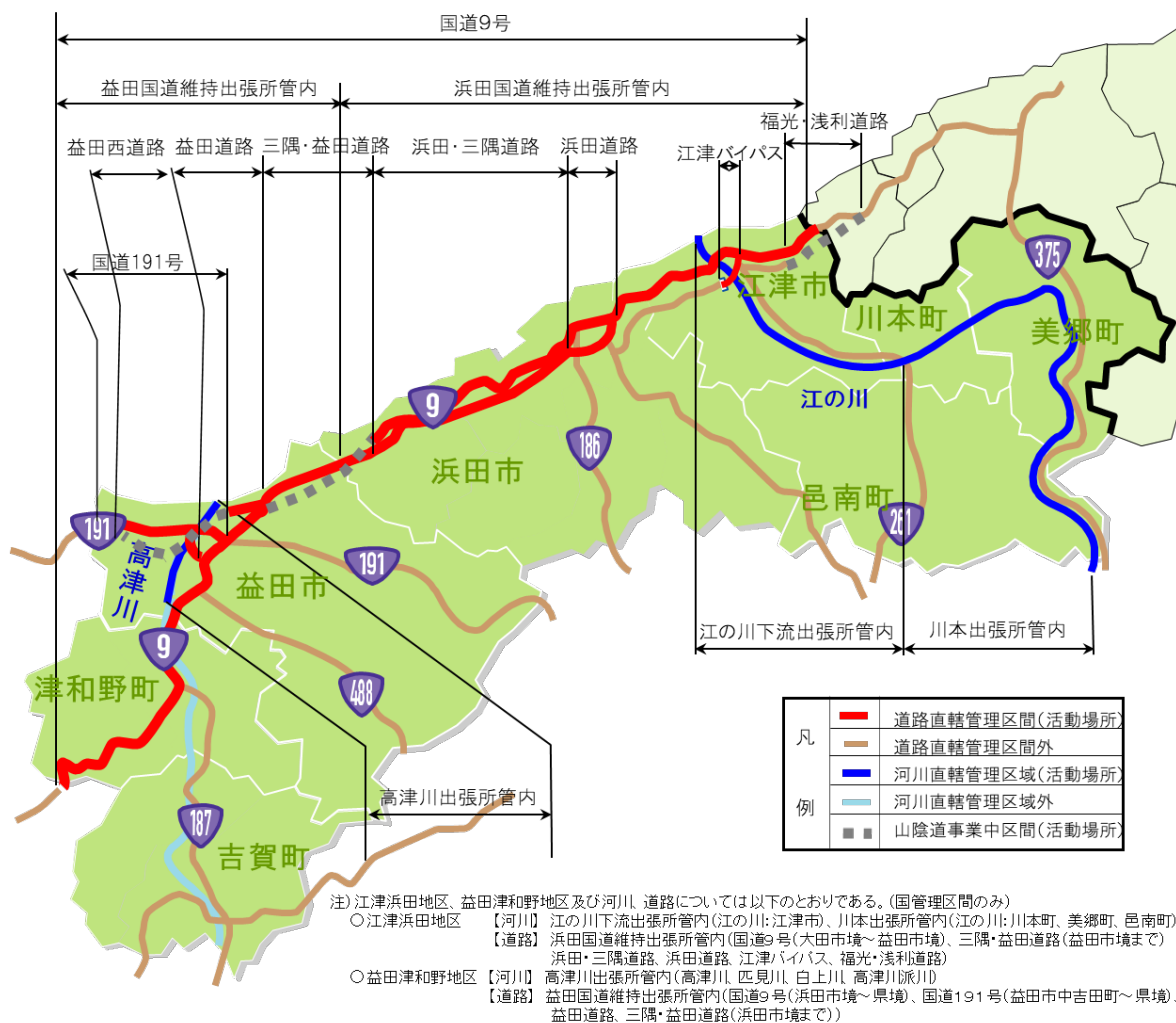 国道9号
益田国道維持出張所管内
浜田国道維持出張所管内
福光・浅利道路
益田西道路
益田道路
三隅・益田道路
浜田・三隅道路
浜田道路
江津バイパス
国道191号
375
江津市
川本町
美郷町
江の川
9
浜田市
186
邑南町
261
191
高津川
益田市
191
9
津和野町
488
江の川下流出張所管内
川本出張所管内
187
吉賀町
高津川出張所管内
凡例
道路直轄管理区間(活動場所)
道路直轄管理区間外
河川直轄管理区域(活動場所)
河川直轄管理区域外
山陰道事業中区間(活動場所)
注)江津浜田地区、益田津和野地区及び河川、道路については以下のとおりである。(国管理区間のみ)
○江津浜田地区 【河川】 江の川下流出張所管内(江の川:江津市)、川本出張所管内(江の川:川本町、美郷町、邑南町)
【道路】 浜田国道維持出張所管内(国道9号(大田市境~益田市境)、三隅・益田道路(益田市境まで)
浜田・三隅道路、浜田道路、江津バイパス、福光・浅利道路)
○益田津和野地区 【河川】 高津川出張所管内(高津川、匹見川、白上川、高津川派川)
【道路】 益田国道維持出張所管内(国道9号(浜田市境~県境)、国道191号(益田市中吉田町~県境)、
益田道路、三隅・益田道路(浜田市境まで))